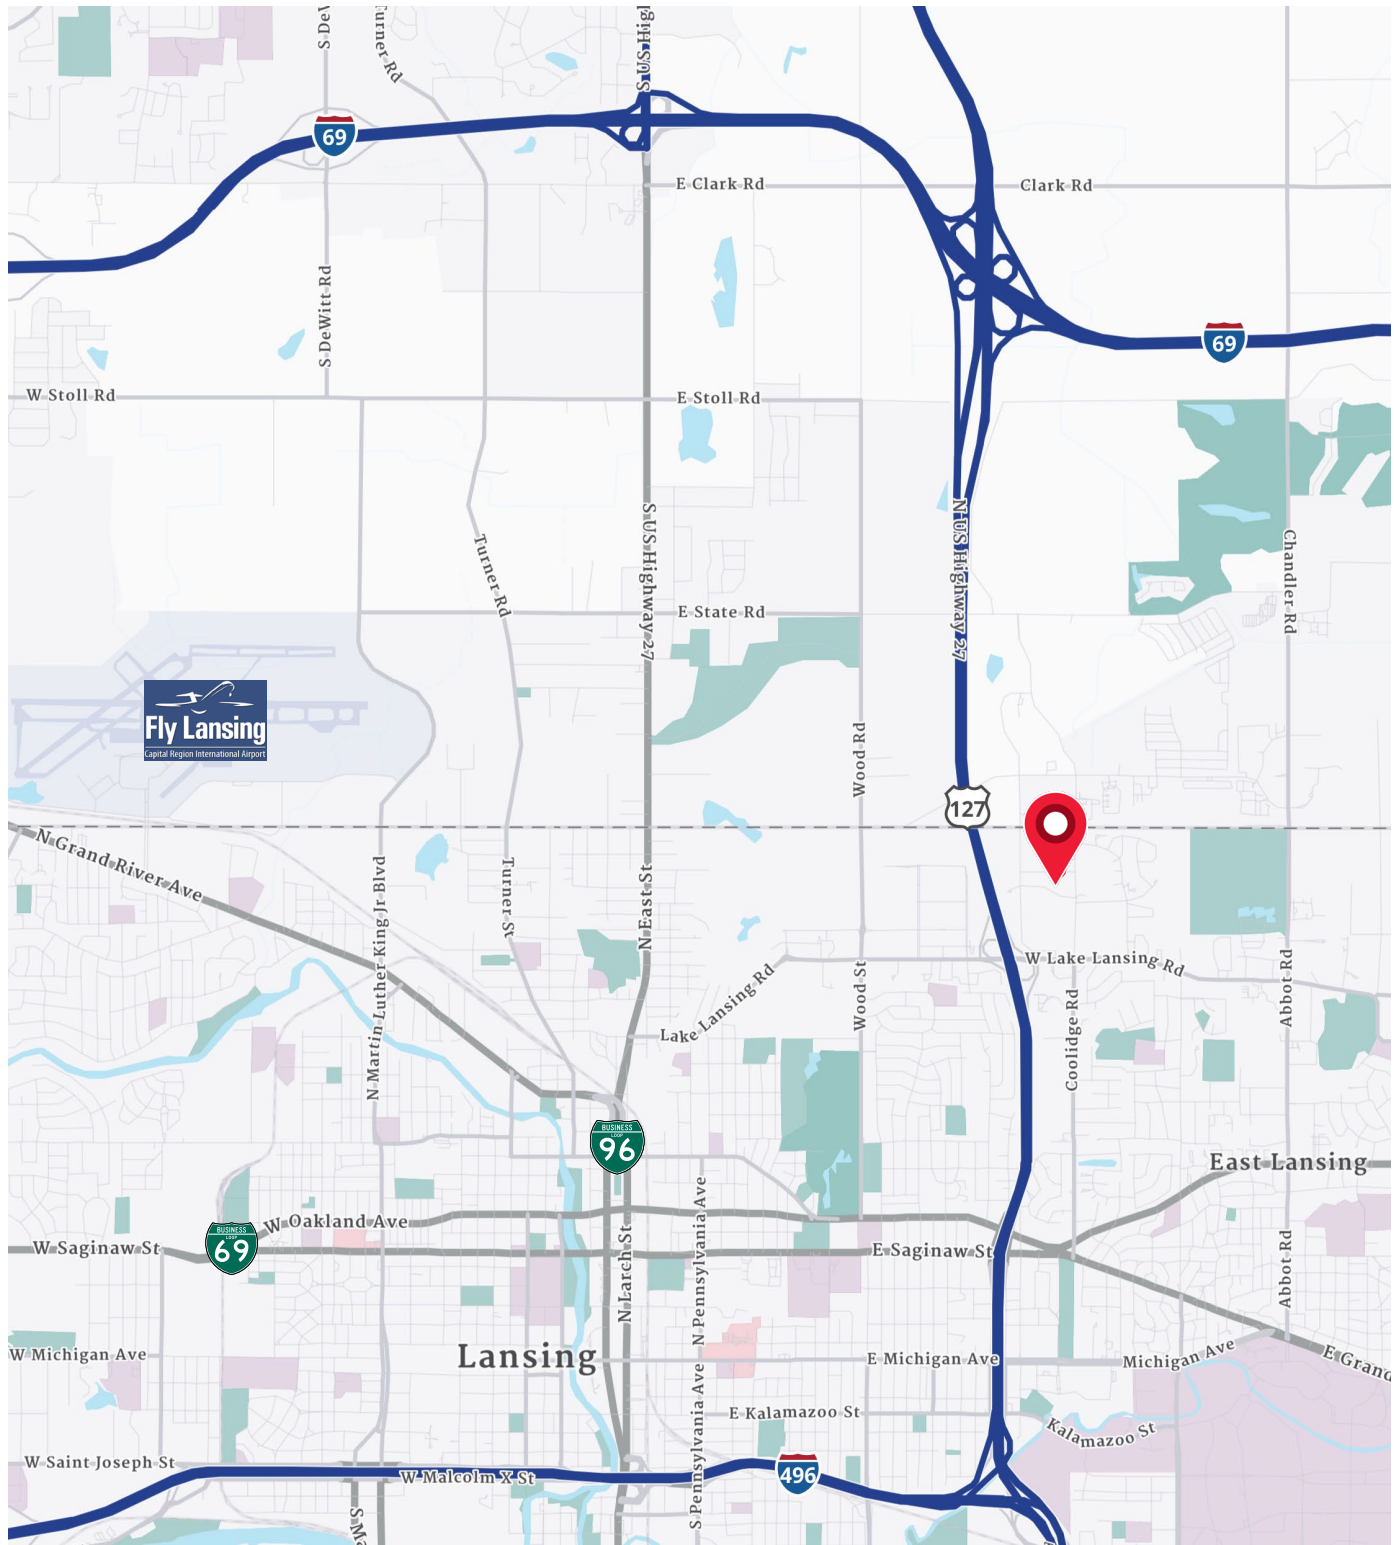 S DeW
Turner Rd
S US High
69
E Clark Rd
Clark Rd
S DeWitt Rd
69
W Stoll Rd
E Stoll Rd
S US Highway 27
N US Highway 27
Turner Rd
Chandler Rd
E State Rd
Fly Lansing
Capital Region International Airport
Wood Rd
127
N Grand River Ave
N Martin Luther King Jr Blvd
Turner St
N East St
W Lake Lansing Rd
Lake Lansing Rd
Wood St
Coolidge Rd
Abbot Rd
BUSINESS
LOOP
96
East Lansing
N Pennsylvania Ave
W Oakland Ave
BUSINESS
LOOP
69
W Saginaw St
E Saginaw St
N Larch St
Abbot Rd
Lansing
W Michigan Ave
E Michigan Ave
Michigan Ave
E Grand
S Pennsylvania Ave
E Kalamazoo St
Kalamazoo St
W Saint Joseph St
W Malcolm X St
496
S Ma